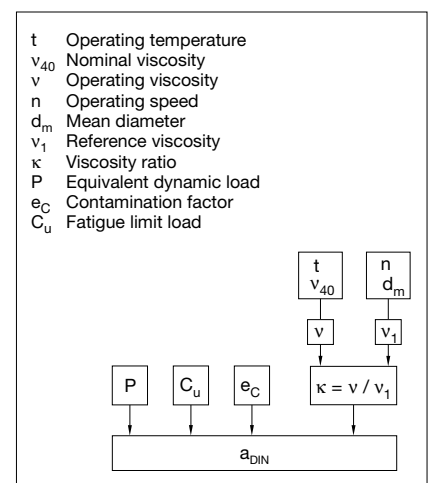 t Operating temperature
ν40 Nominal viscosity
ν Operating viscosity
n Operating speed
dm Mean diameter
ν1 Reference viscosity
κ Viscosity ratio
P Equivalent dynamic load
eC Contamination factor
Cu Fatigue limit load
t n
ν40 dm
ν ν1
P Cu eC κ = ν / ν1
aDIN